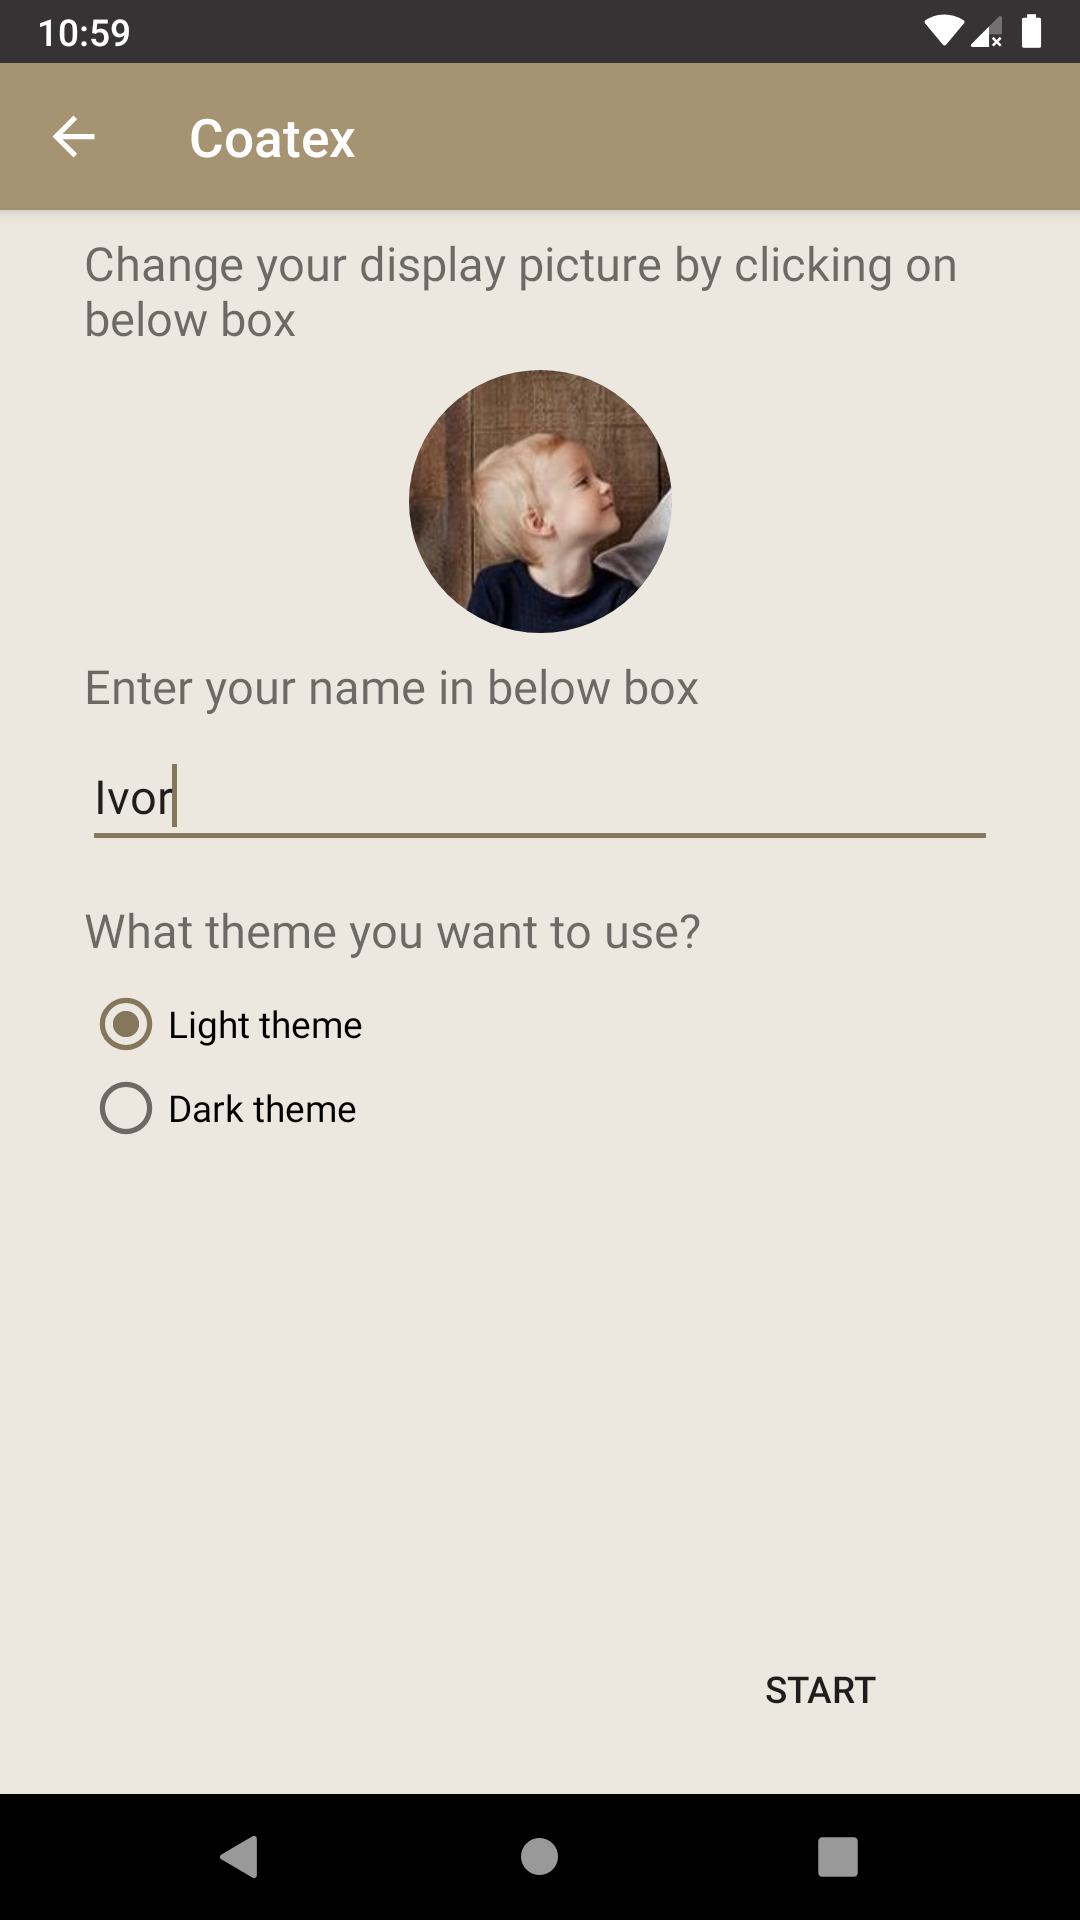 10:59
Coatex
Change your display picture by clicking on
below box
Enter your name in below box
Ivor
What theme you want to use?
Light theme
Dark theme
START